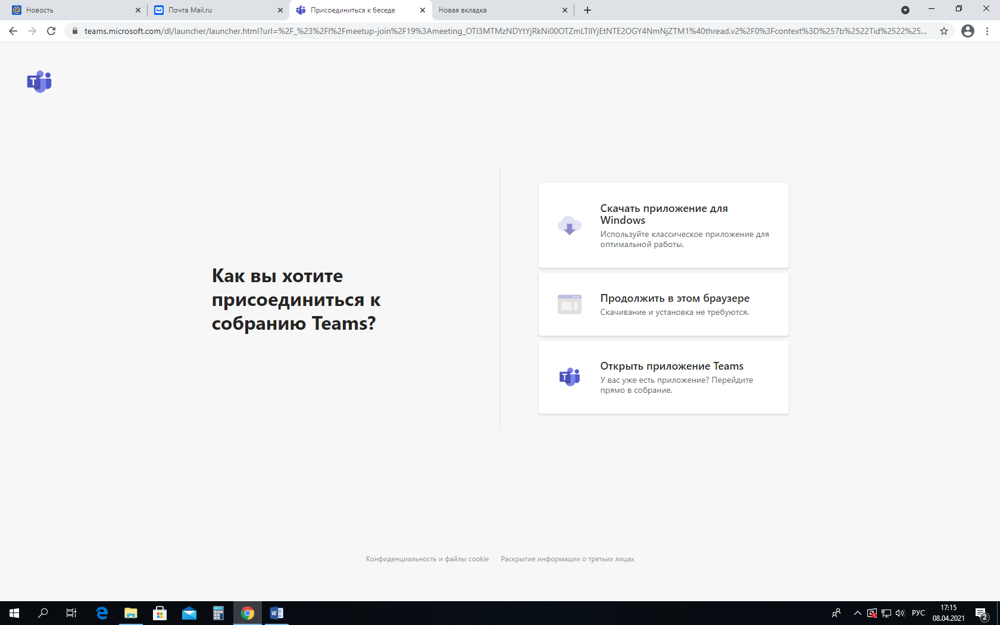 Новость
Почта Mail.ru
Присоединиться к беседе
Новая вкладка
teams.microsoft.com/dl/launcher/launcher.html?url=%2F_%23%2Fl%2Fmeetup-join%2F19%3Ameeting_OTI3MTMzNDYtYjRkNi00OTZmLTllYjEtNTE2OGY4NmNjZTM1%40thread.v2%2F0%3Fcontext%3D%257b%2522Tid%2522%25...
Скачать приложение для
Windows
Используйте классическое приложение для
оптимальной работы.
Как вы хотите
присоединиться к
собранию Teams?
Продолжить в этом браузере
Скачивание и установка не требуются.
Открыть приложение Teams
У вас уже есть приложение? Перейдите
прямо в собрание.
Конфиденциальность и файлы cookie
Раскрытие информации о третьих лицах
РУС
17:15
08.04.2021
2